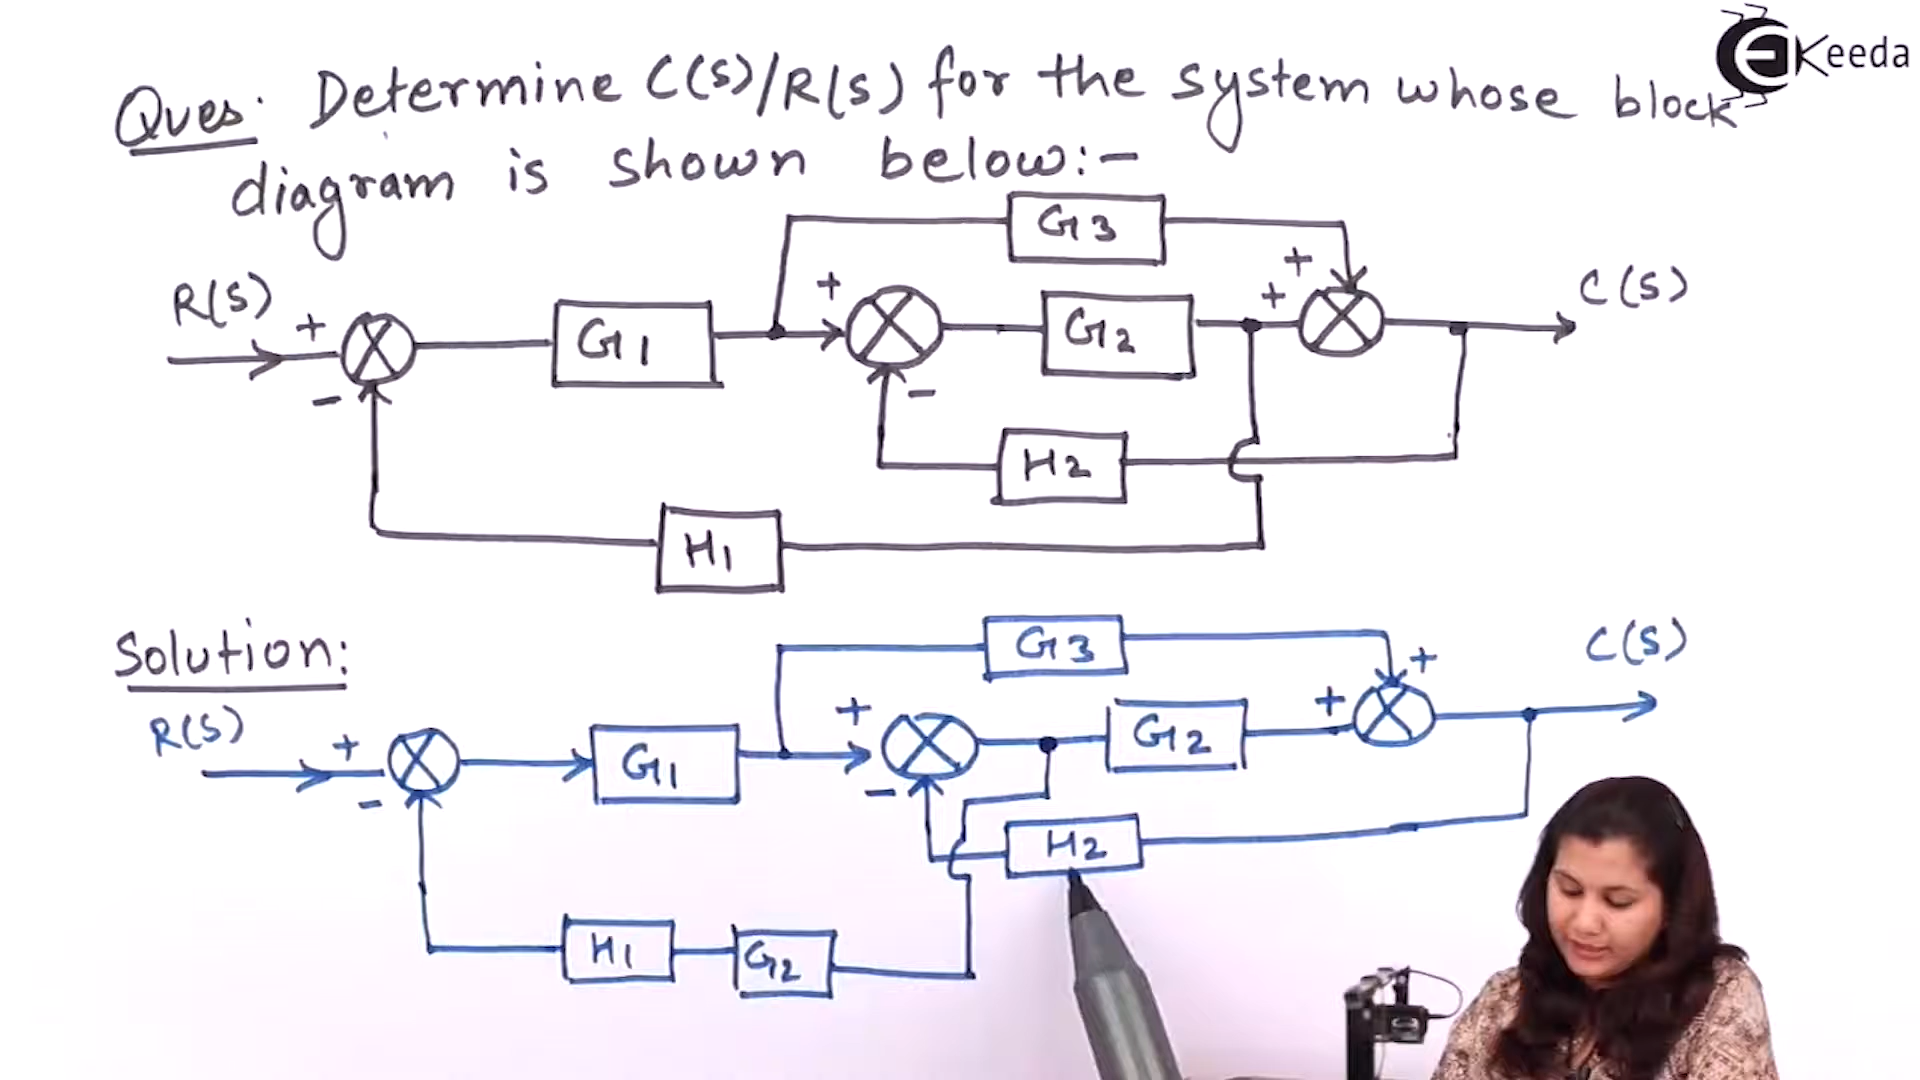 Keeda
Ques: Determine C(S)/R(S) for the system whose block
diagram is shown below:-
G3
R(S) + - G1 + - G2 + + C(S)
H2
H1
Solution:
G3
R(S) + - G1 + - G2 + + C(S)
H2
H1 G2